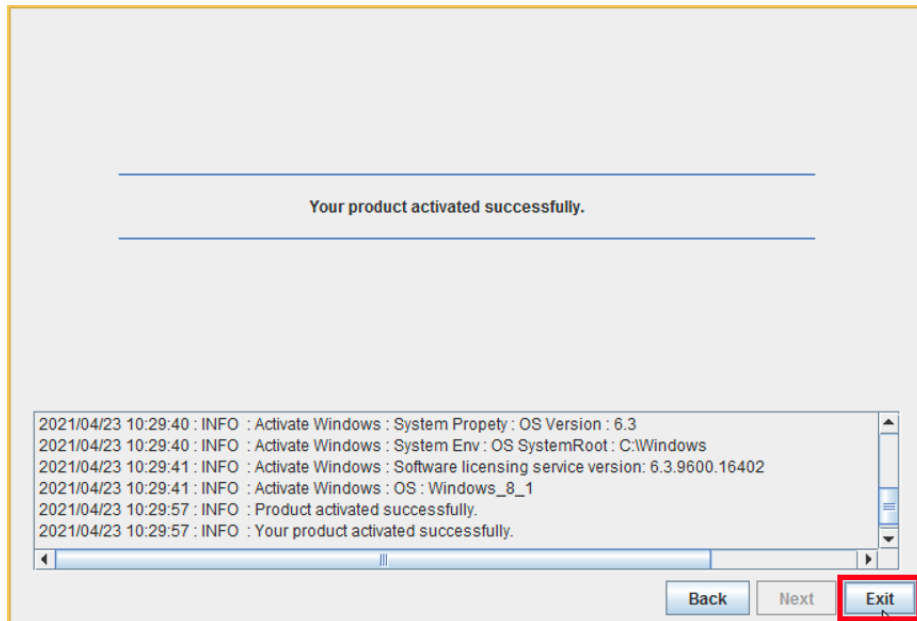 Your product activated successfully.
2021/04/23 10:29:40 : INFO : Activate Windows : System Propety : OS Version : 6.3
2021/04/23 10:29:40 : INFO : Activate Windows : System Env : OS SystemRoot : C:\Windows
2021/04/23 10:29:41 : INFO : Activate Windows : Software licensing service version: 6.3.9600.16402
2021/04/23 10:29:41 : INFO : Activate Windows : OS : Windows_8_1
2021/04/23 10:29:57 : INFO : Product activated successfully.
2021/04/23 10:29:57 : INFO : Your product activated successfully.
Back Next Exit